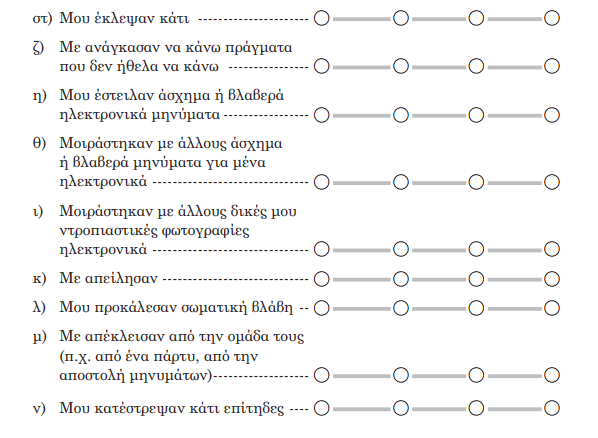 στ) Μου έκλεψαν κάτι
ζ) Με ανάγκασαν να κάνω πράγματα
που δεν ήθελα να κάνω
η) Μου έστειλαν άσχημα ή βλαβερά
ηλεκτρονικά μηνύματα
θ) Μοιράστηκαν με άλλους άσχημα
ή βλαβερά μηνύματα για μένα
ηλεκτρονικά
ι) Μοιράστηκαν με άλλους δικές μου
ντροπιαστικές φωτογραφίες
ηλεκτρονικά
κ) Με απείλησαν
λ) Μου προκάλεσαν σωματική βλάβη
μ) Με απέκλεισαν από την ομάδα τους
(π.χ. από ένα πάρτυ, από την
αποστολή μηνυμάτων)
ν) Μου κατέστρεψαν κάτι επίτηδες